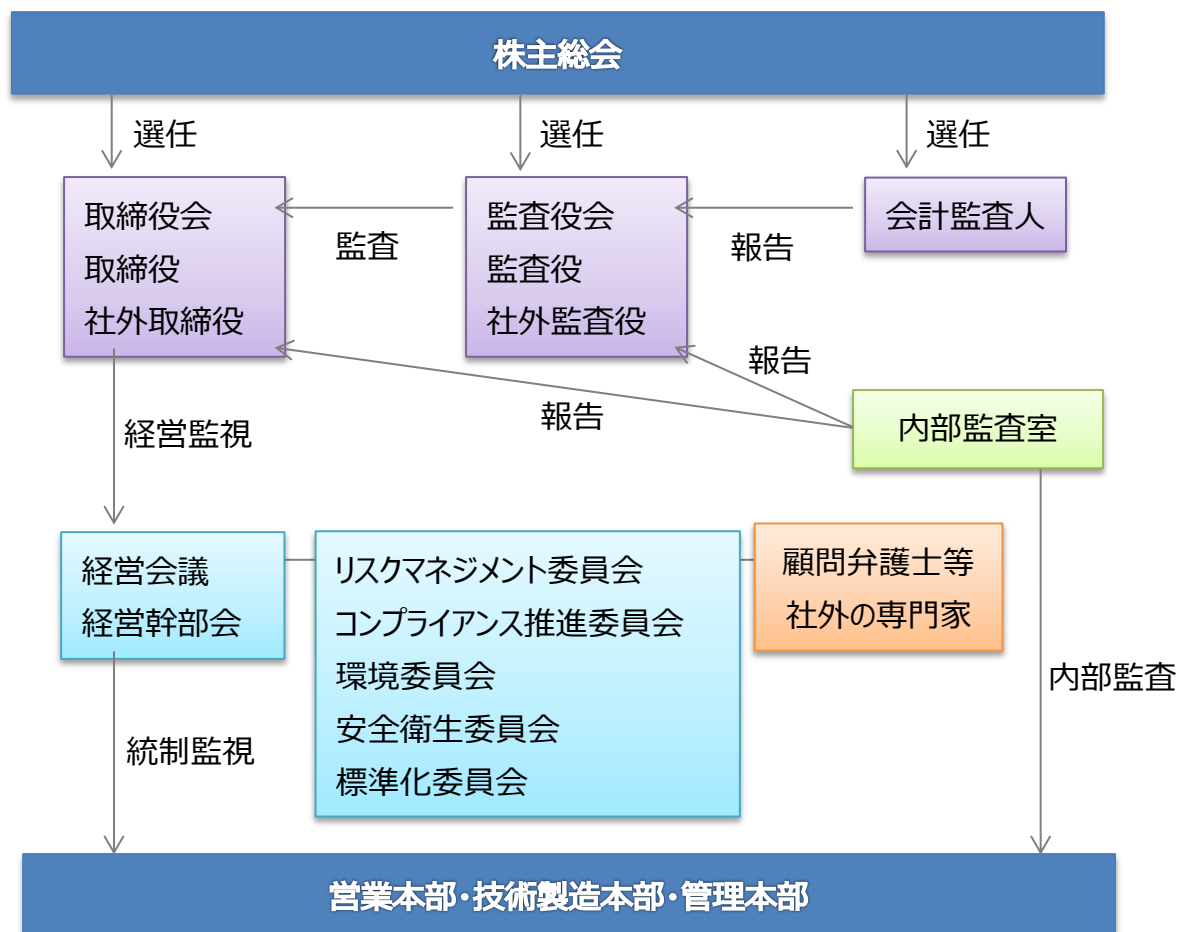 株主総会
選任
選任
選任
取締役会
取締役
社外取締役
監査
監査役会
監査役
社外監査役
報告
会計監査人
報告
報告
内部監査室
経営監視
経営会議
経営幹部会
リスクマネジメント委員会
コンプライアンス推進委員会
環境委員会
安全衛生委員会
標準化委員会
顧問弁護士等
社外の専門家
内部監査
統制監視
営業本部・技術製造本部・管理本部